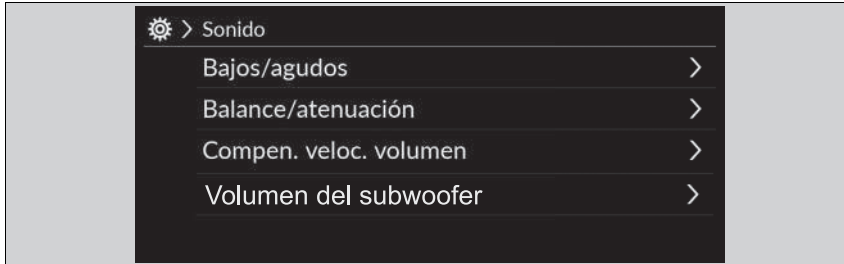 Sonido
Bajos/agudos
Balance/atenuación
Compen. veloc. volumen
Volumen del subwoofer